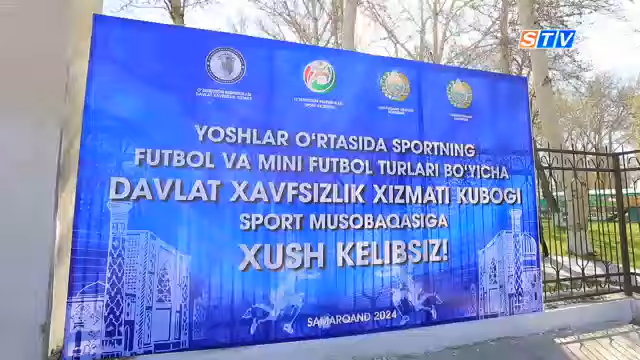 STV
YOSHLAR O‘RTASIDA SPORTNING
FUTBOL VA MINI FUTBOL TURLARI BO‘YICHA
DAVLAT XAVFSIZLIK XIZMATI KUBOGI
SPORT MUSOBAQASIGA
XUSH KELIBSIZ!
SAMARQAND 2024